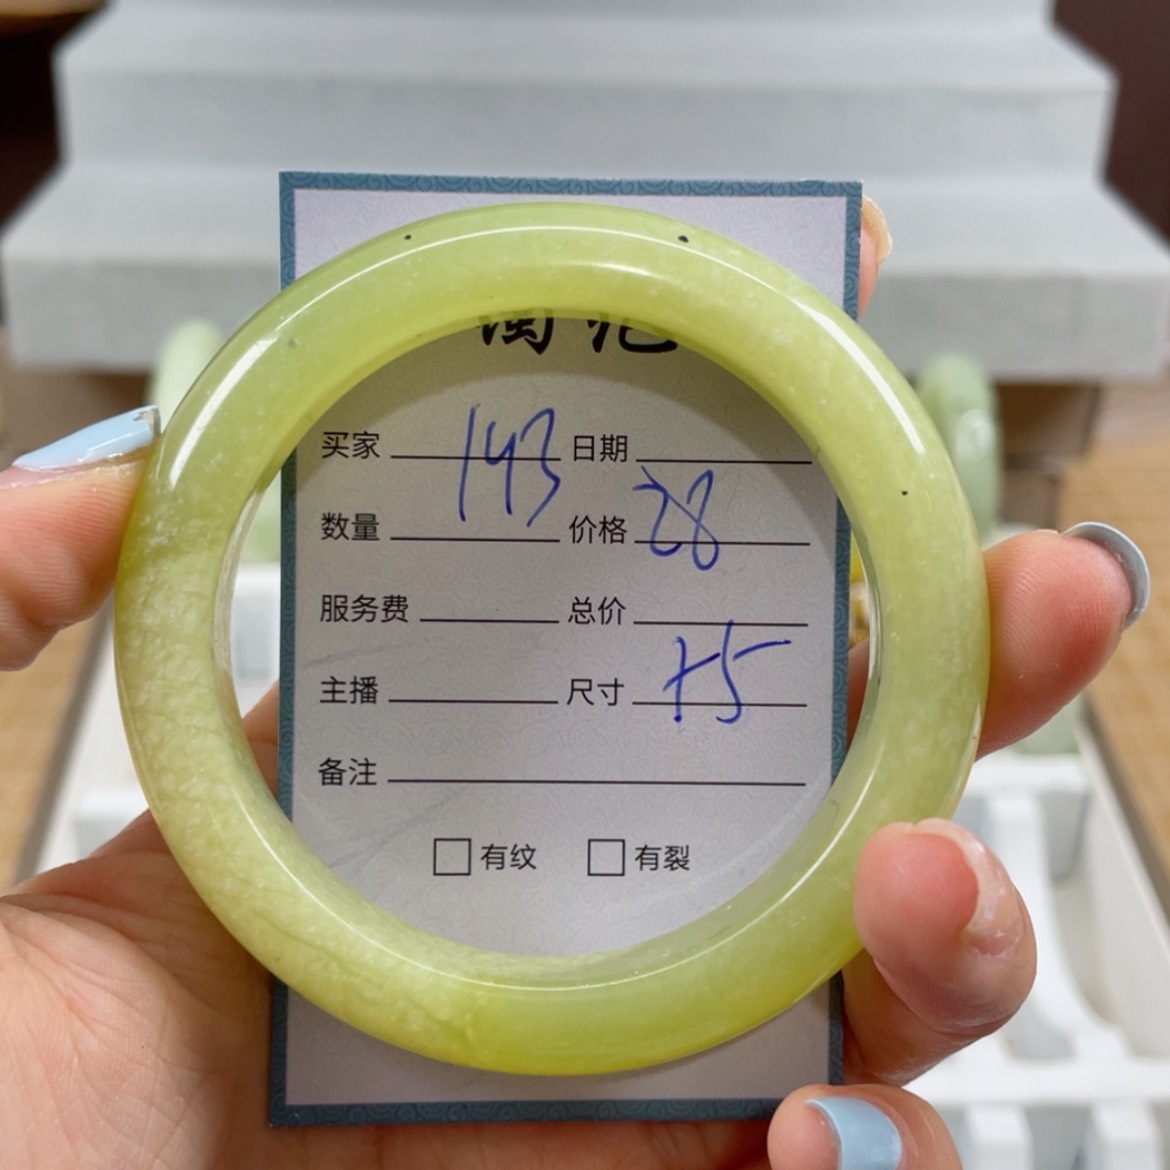 买家 143 日期
数量 价格 28
服务费 总价
主播 尺寸
备注
有纹 有裂